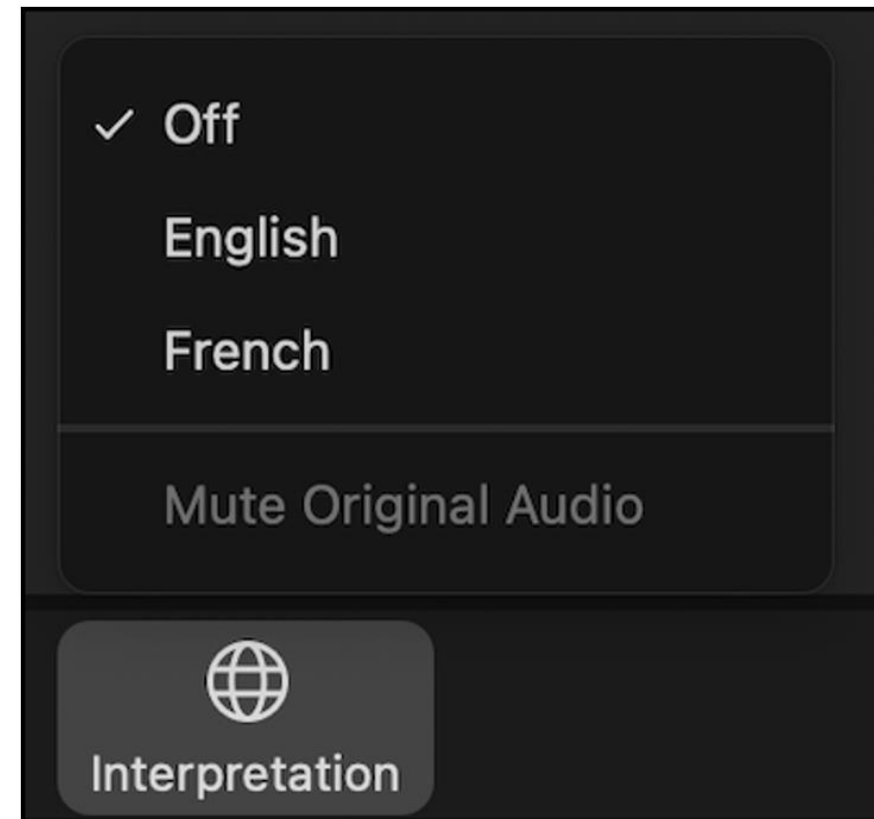 Off
English
French
Mute Original Audio
Interpretation